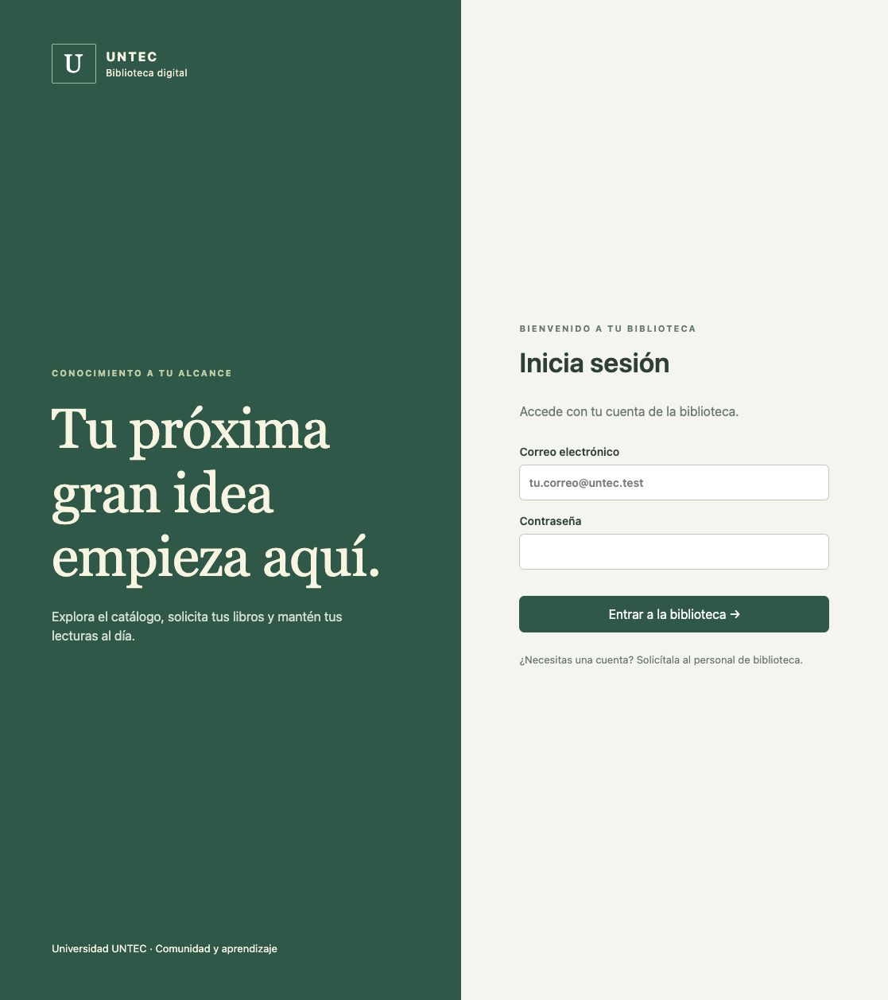 U
UNTEC
Biblioteca digital
CONOCIMIENTO A TU ALCANCE
Tu próxima
gran idea
empieza aquí.
Explora el catálogo, solicita tus libros y mantén tus
lecturas al día.
Universidad UNTEC · Comunidad y aprendizaje
BIENVENIDO A TU BIBLIOTECA
Inicia sesión
Accede con tu cuenta de la biblioteca.
Correo electrónico
tu.correo@untec.test
Contraseña
Entrar a la biblioteca →
¿Necesitas una cuenta? Solicítala al personal de biblioteca.